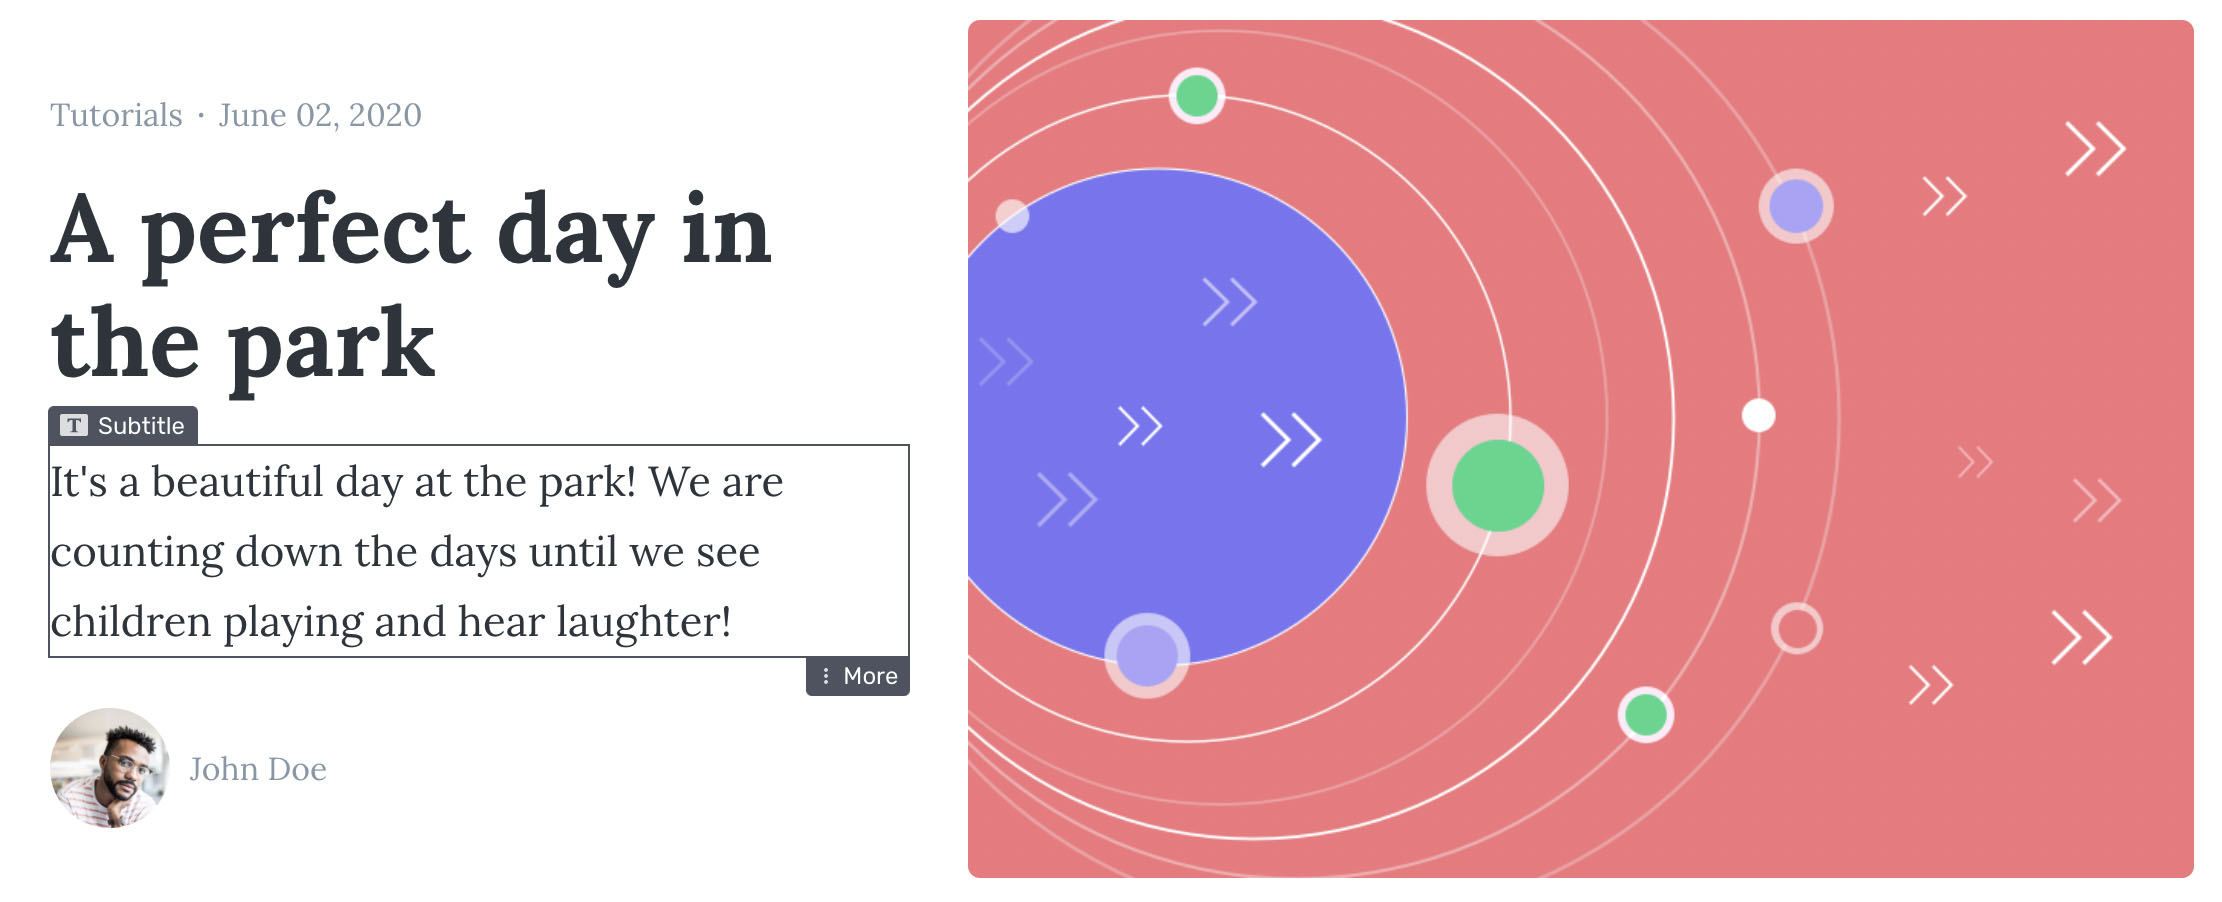 Tutorials · June 02, 2020
A perfect day in
the park
T Subtitle
It's a beautiful day at the park! We are
counting down the days until we see
children playing and hear laughter!
More
John Doe